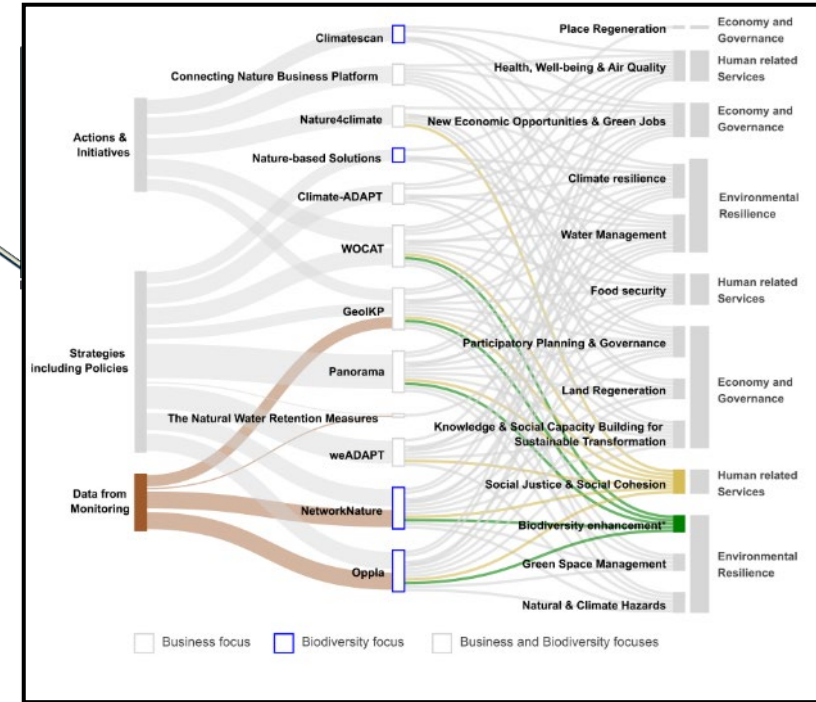 Actions &
Initiatives
Strategies
including Policies
Data from
Monitoring
Climatescan
Connecting Nature Business Platform
Nature4climate
Nature-based Solutions
Climate-ADAPT
WOCAT
GeoIKP
Panorama
The Natural Water Retention Measures
weADAPT
NetworkNature
Oppla
Place Regeneration
Health, Well-being & Air Quality
New Economic Opportunities & Green Jobs
Climate resilience
Water Management
Food security
Participatory Planning & Governance
Land Regeneration
Knowledge & Social Capacity Building for
Sustainable Transformation
Social Justice & Social Cohesion
Biodiversity enhancement*
Green Space Management
Natural & Climate Hazards
Economy and
Governance
Human related
Services
Economy and
Governance
Environmental
Resilience
Human related
Services
Economy and
Governance
Human related
Services
Environmental
Resilience
Business focus
Biodiversity focus
Business and Biodiversity focuses